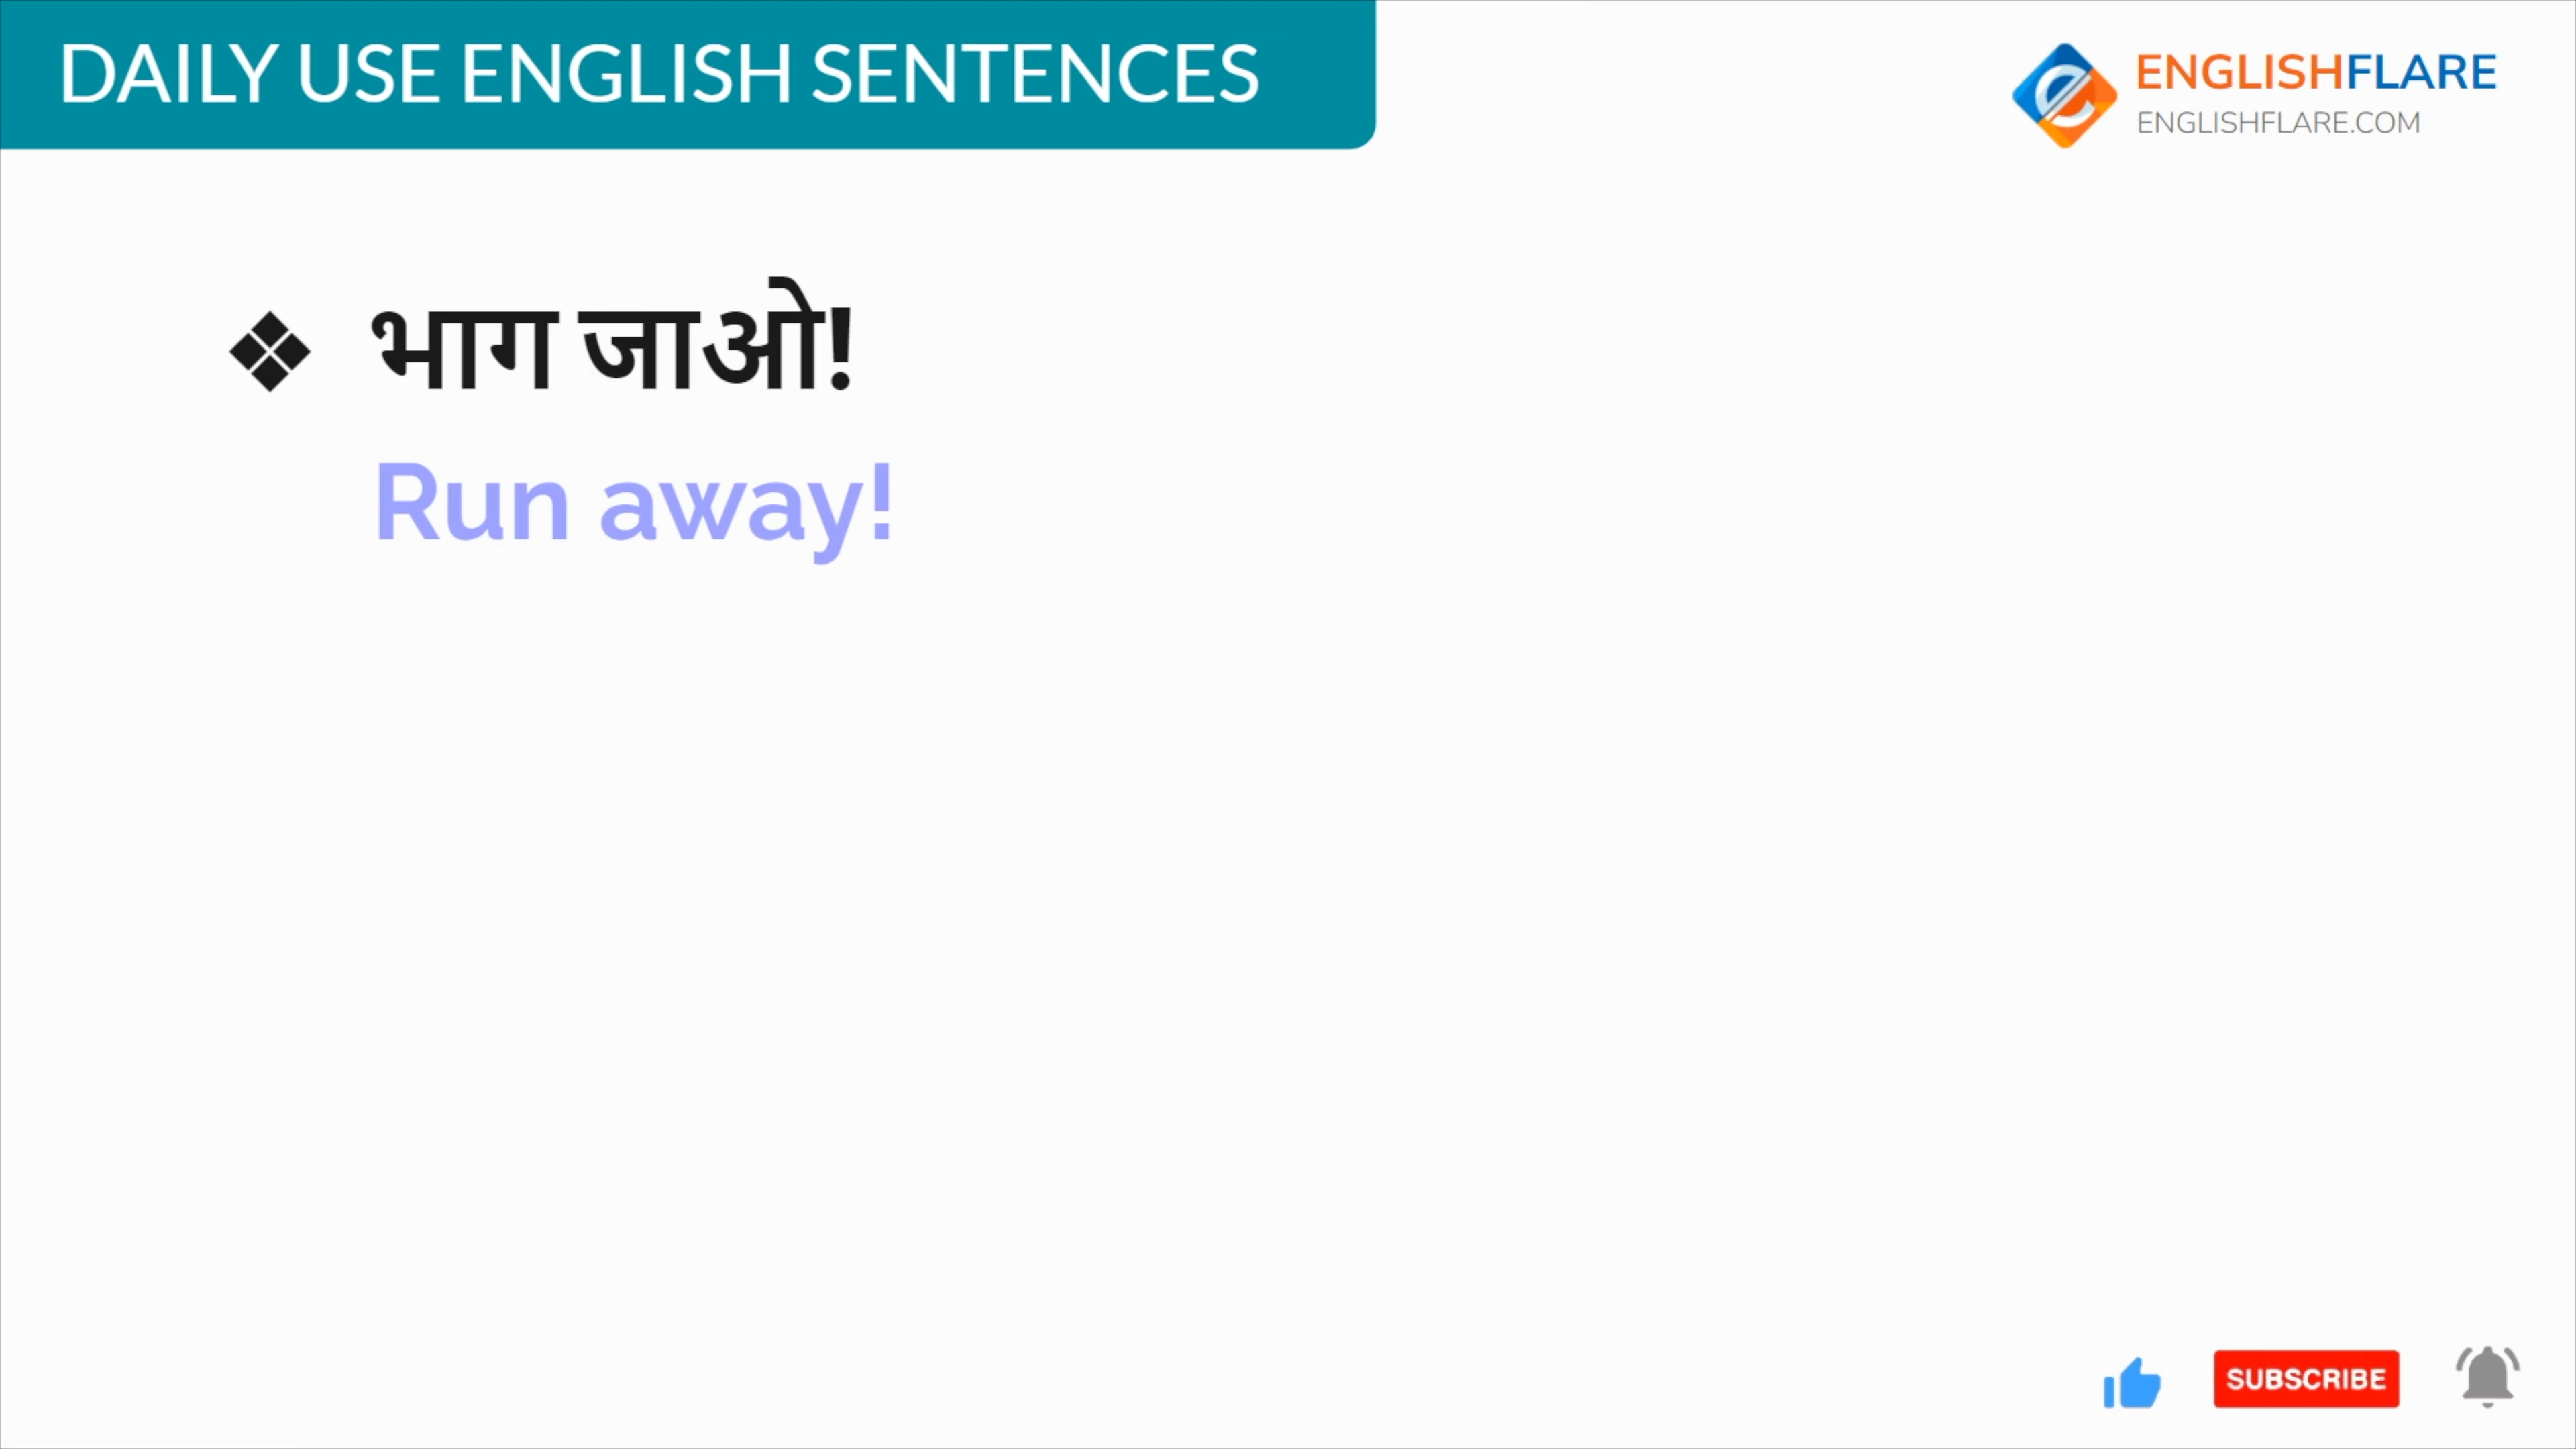 DAILY USE ENGLISH SENTENCES
ENGLISHFLARE
ENGLISHFLARE.COM
❖ भाग जाओ!
Run away!
SUBSCRIBE